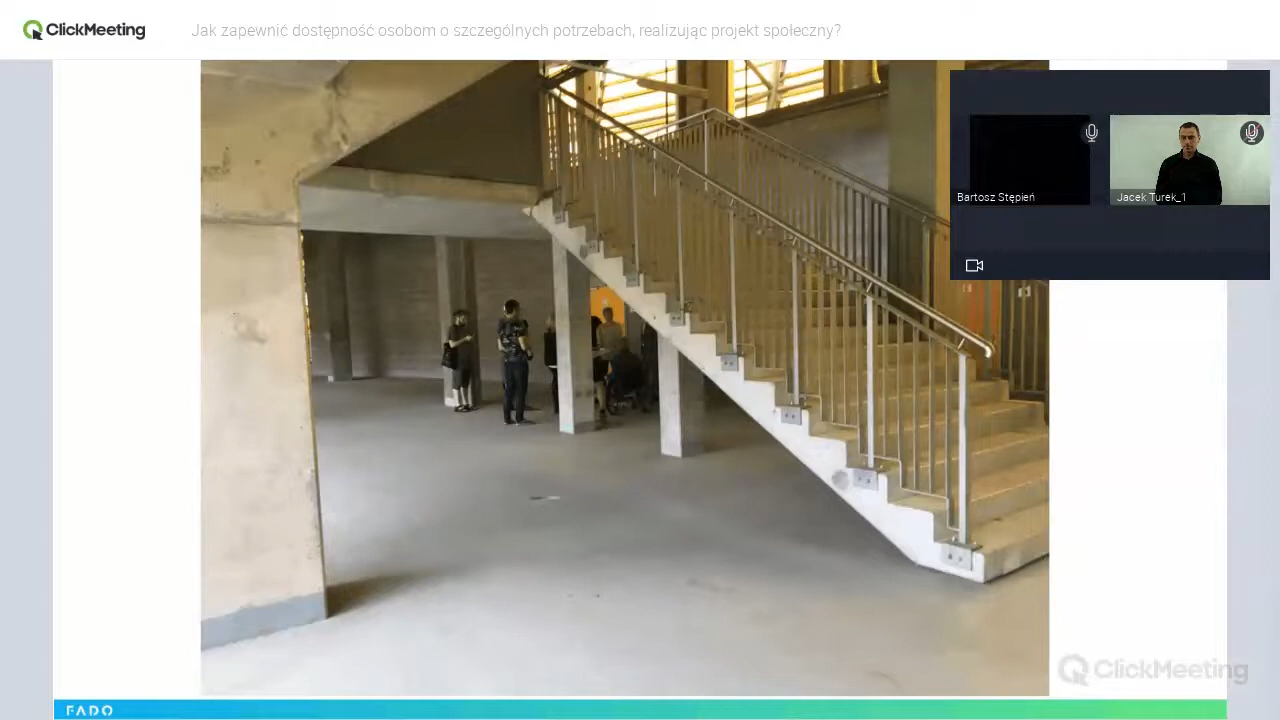 ClickMeeting
Jak zapewnić dostępność osobom o szczególnych potrzebach, realizując projekt społeczny?
Bartosz Stępień
Jacek Turek_1
ClickMeeting
FADO